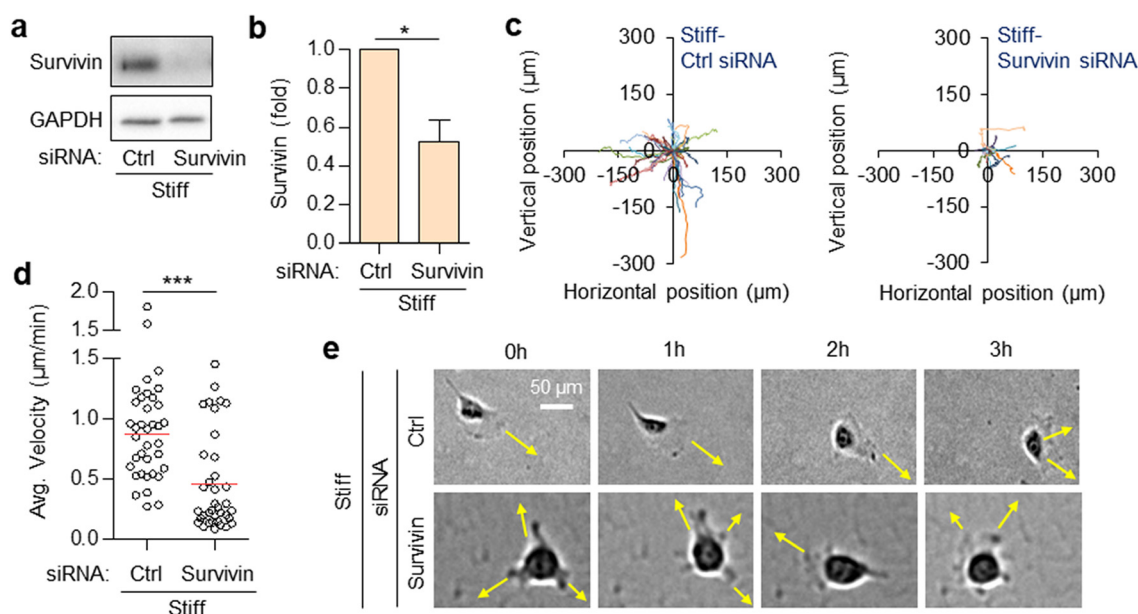 a
Survivin
GAPDH
siRNA: Ctrl Survivin
Stiff
b
Survivin (fold)
1.0
0.8
0.6
0.4
0.2
0.0
*
siRNA: Ctrl Survivin
Stiff
c
Vertical position (µm)
300
150
0
-300 -150 0 150 300
-150
-300
Stiff-
Ctrl siRNA
Horizontal position (µm)
Vertical position (µm)
300
150
0
-300 -150 0 150 300
-150
-300
Stiff-
Survivin siRNA
Horizontal position (µm)
d
Avg. Velocity (µm/min)
2.0
1.5
1.5
1.0
0.5
0.0
***
siRNA: Ctrl Survivin
Stiff
e
0h 1h 2h 3h
50 µm
Stiff
siRNA
Ctrl
Survivin